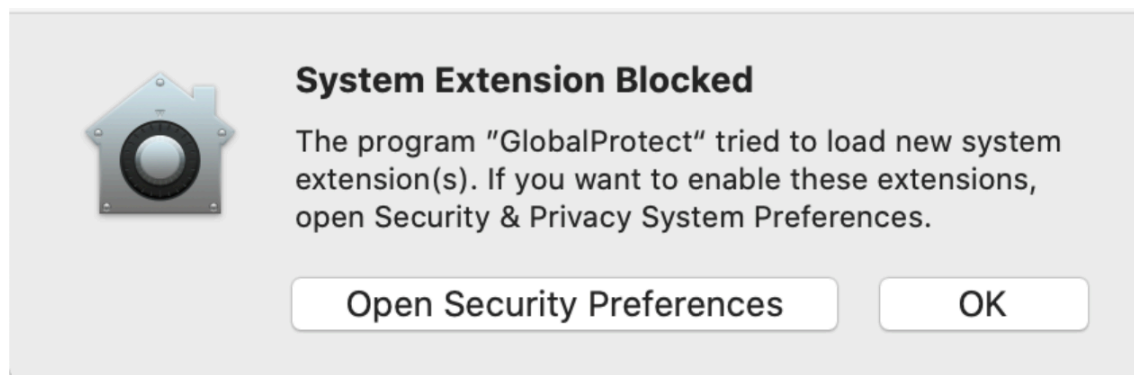 System Extension Blocked
The program "GlobalProtect“ tried to load new system
extension(s). If you want to enable these extensions,
open Security & Privacy System Preferences.
Open Security Preferences
OK